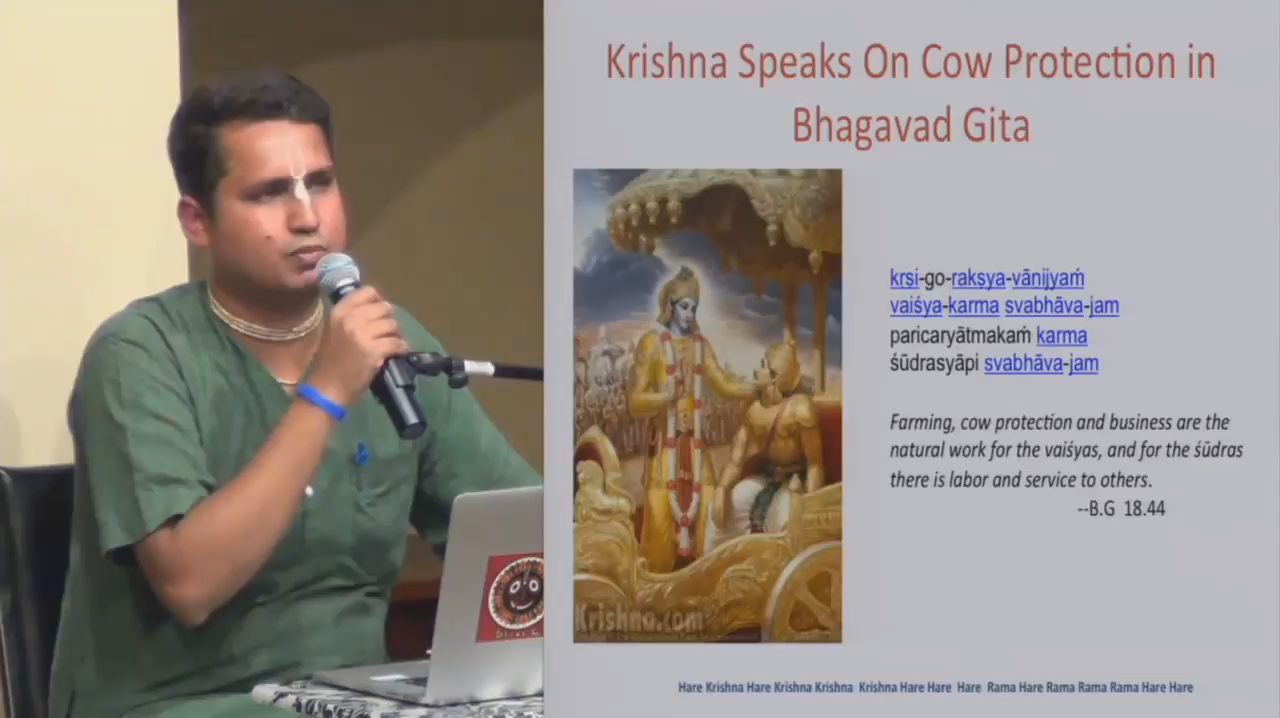 Krishna Speaks On Cow Protection in
Bhagavad Gita
kṛṣi-go-rakṣya-vāṇijyaṁ
vaiśya-karma svabhāva-jam
paricaryātmakaṁ karma
śūdrasyāpi svabhāva-jam
Farming, cow protection and business are the
natural work for the vaiśyas, and for the śūdras
there is labor and service to others.
--B.G 18.44
Krishna.com
Hare Krishna Hare Krishna Krishna Krishna Hare Hare Hare Rama Hare Rama Rama Rama Hare Hare